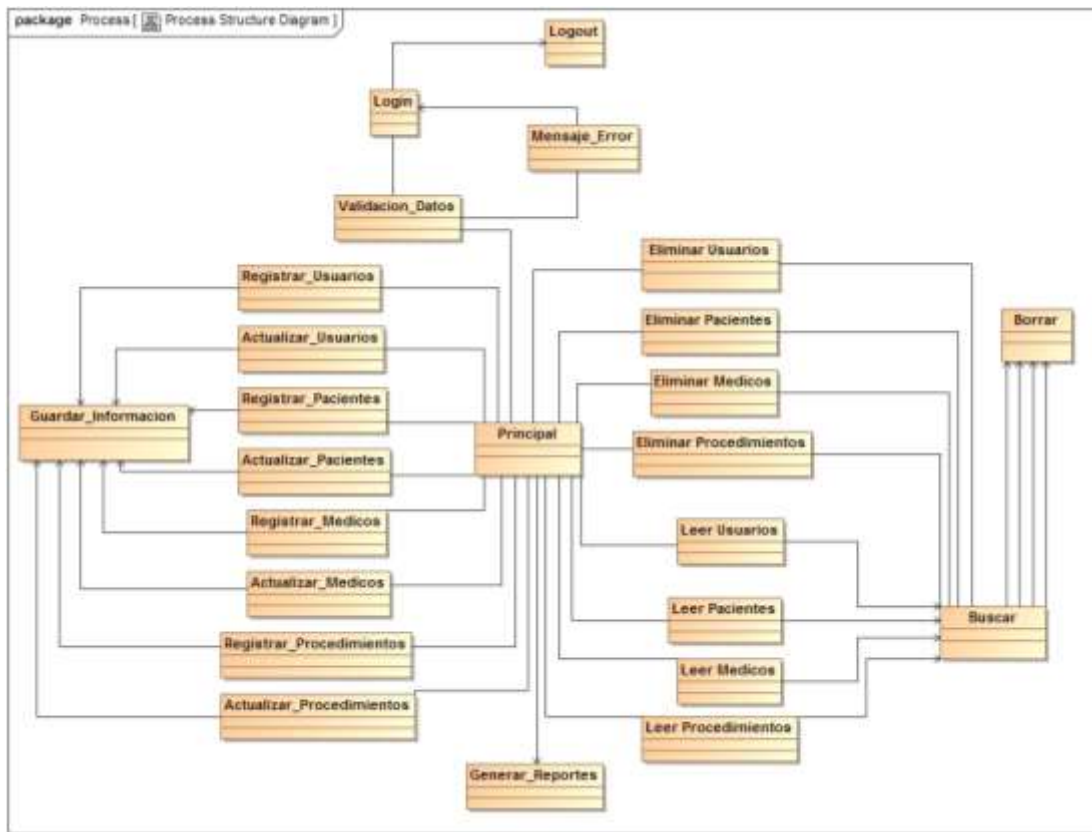 package Process [ Process Structure Diagram ]
Logout
Login
Mensaje_Error
Validacion_Datos
Eliminar Usuarios
Registrar_Usuarios
Eliminar Pacientes
Borrar
Actualizar_Usuarios
Eliminar Medicos
Registrar_Pacientes
Guardar_Informacion
Principal
Eliminar Procedimientos
Actualizar_Pacientes
Registrar_Medicos
Leer Usuarios
Actualizar_Medicos
Leer Pacientes
Buscar
Registrar_Procedimientos
Leer Medicos
Actualizar_Procedimientos
Leer Procedimientos
Generar_Reportes